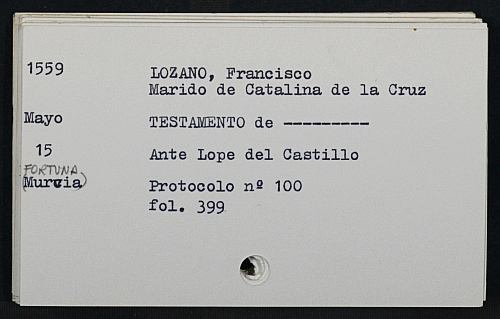 1559
LOZANO, Francisco
Marido de Catalina de la Cruz
Mayo
TESTAMENTO de ---------
15
Ante Lope del Castillo
FORTUNA
(Murcia)
Protocolo nº 100
fol. 399